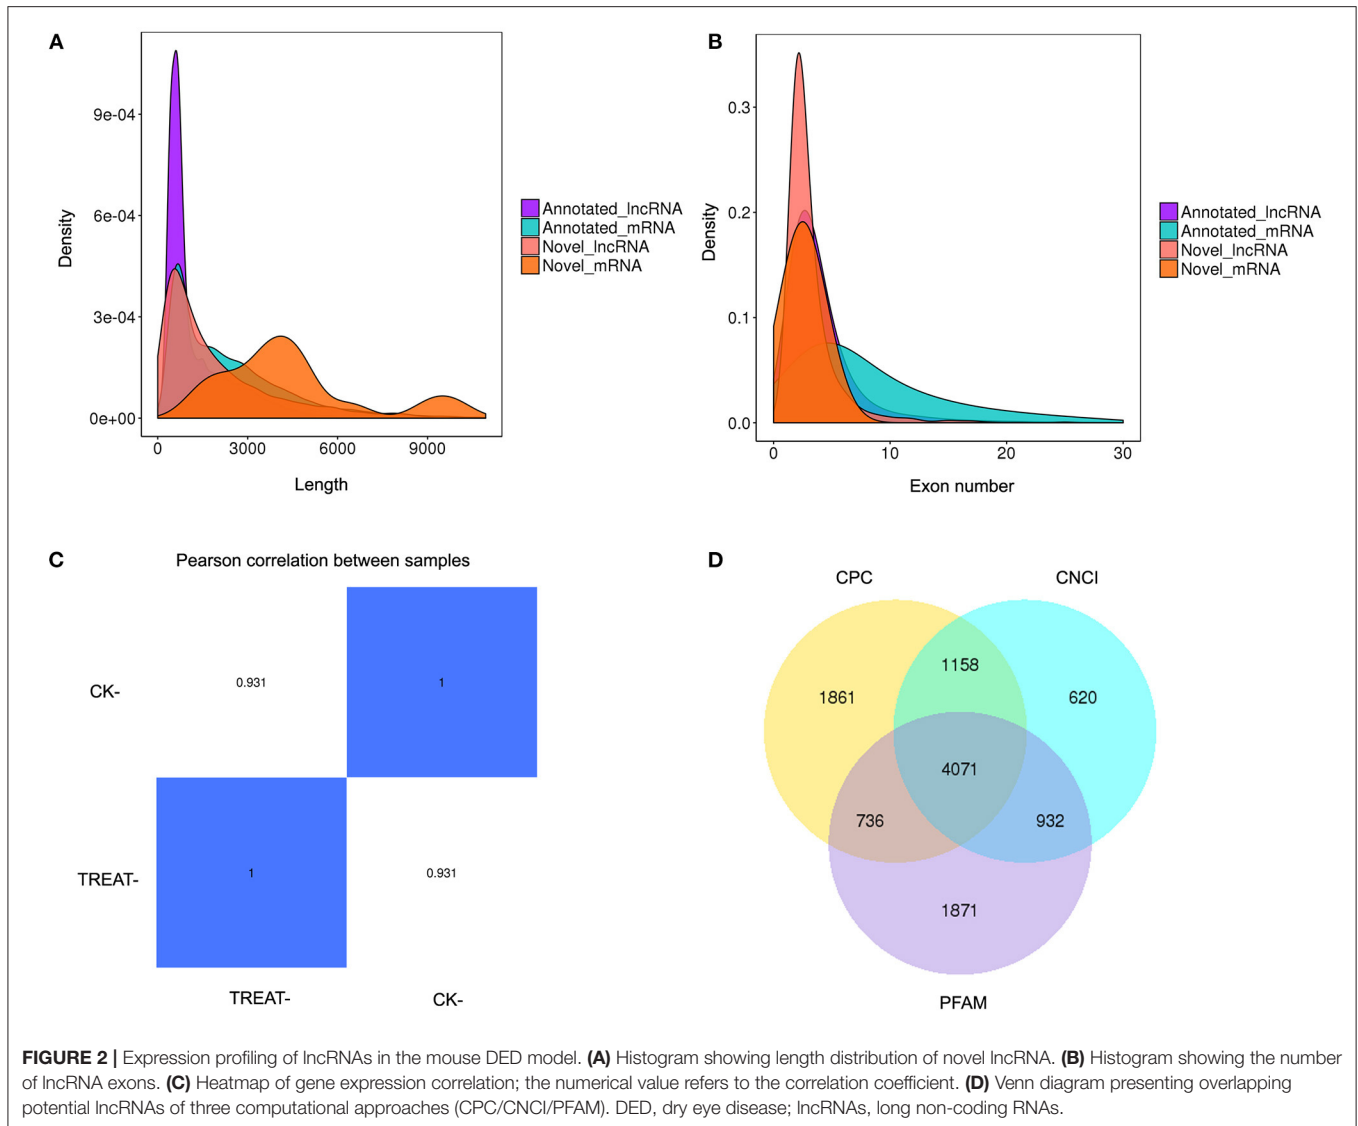 A
9e-04
6e-04
3e-04
0e+00
Density
0 3000 6000 9000
Length
Annotated_lncRNA
Annotated_mRNA
Novel_lncRNA
Novel_mRNA
B
0.3
0.2
0.1
0.0
Density
0 10 20 30
Exon number
Annotated_lncRNA
Annotated_mRNA
Novel_lncRNA
Novel_mRNA
C
Pearson correlation between samples
CK-
0.931 1
TREAT-
1 0.931
TREAT- CK-
D
CPC CNCI
1158
1861 620
4071
736 932
1871
PFAM
FIGURE 2 | Expression profiling of lncRNAs in the mouse DED model. (A) Histogram showing length distribution of novel lncRNA. (B) Histogram showing the number
of lncRNA exons. (C) Heatmap of gene expression correlation; the numerical value refers to the correlation coefficient. (D) Venn diagram presenting overlapping
potential lncRNAs of three computational approaches (CPC/CNCI/PFAM). DED, dry eye disease; lncRNAs, long non-coding RNAs.